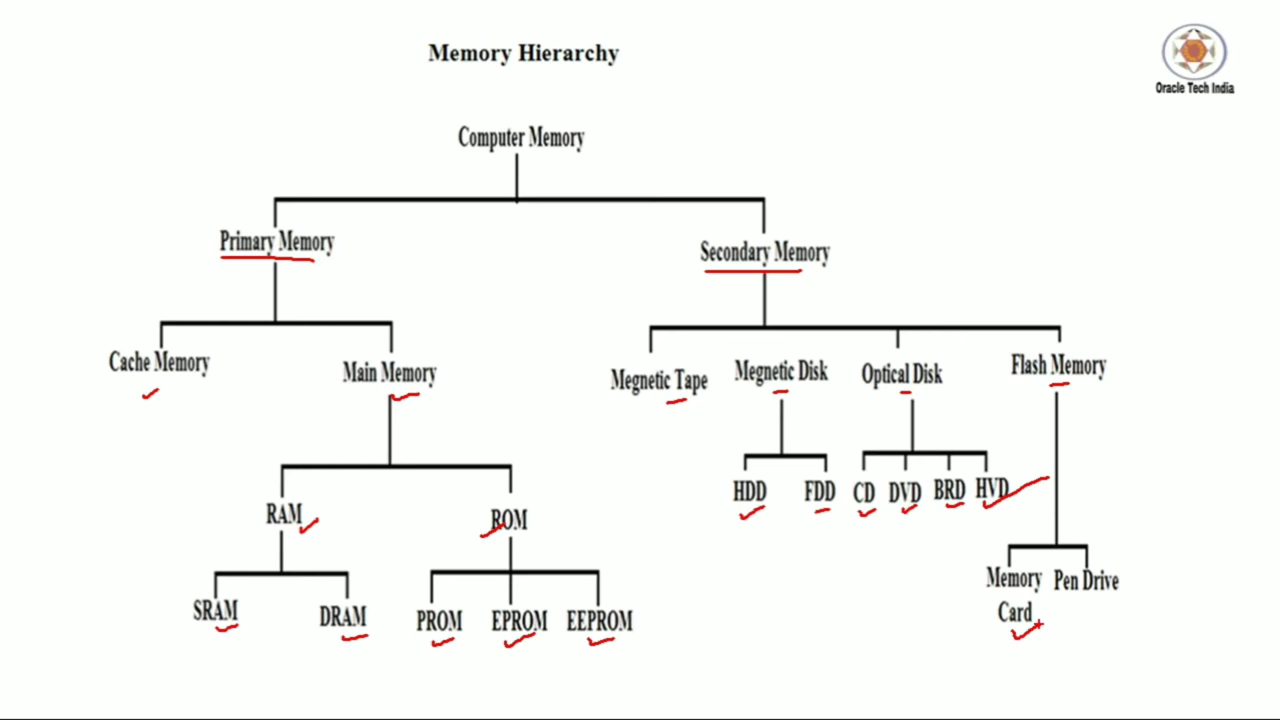 Memory Hierarchy
Oracle Tech India
Computer Memory
Primary Memory
Secondary Memory
Cache Memory
Main Memory
Megnetic Tape
Megnetic Disk
Optical Disk
Flash Memory
HDD
FDD
CD
DVD
BRD
HVD
RAM
ROM
Memory
Card
Pen Drive
SRAM
DRAM
PROM
EPROM
EEPROM